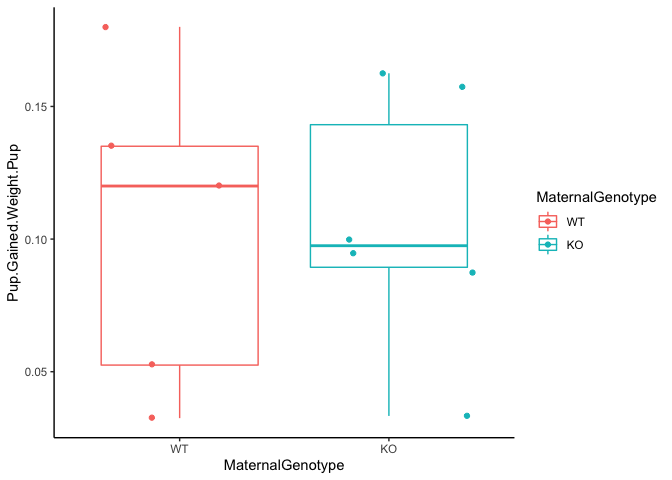 Pup.Gained.Weight.Pup
0.15
0.10
0.05
WT
KO
MaternalGenotype
MaternalGenotype
WT
KO